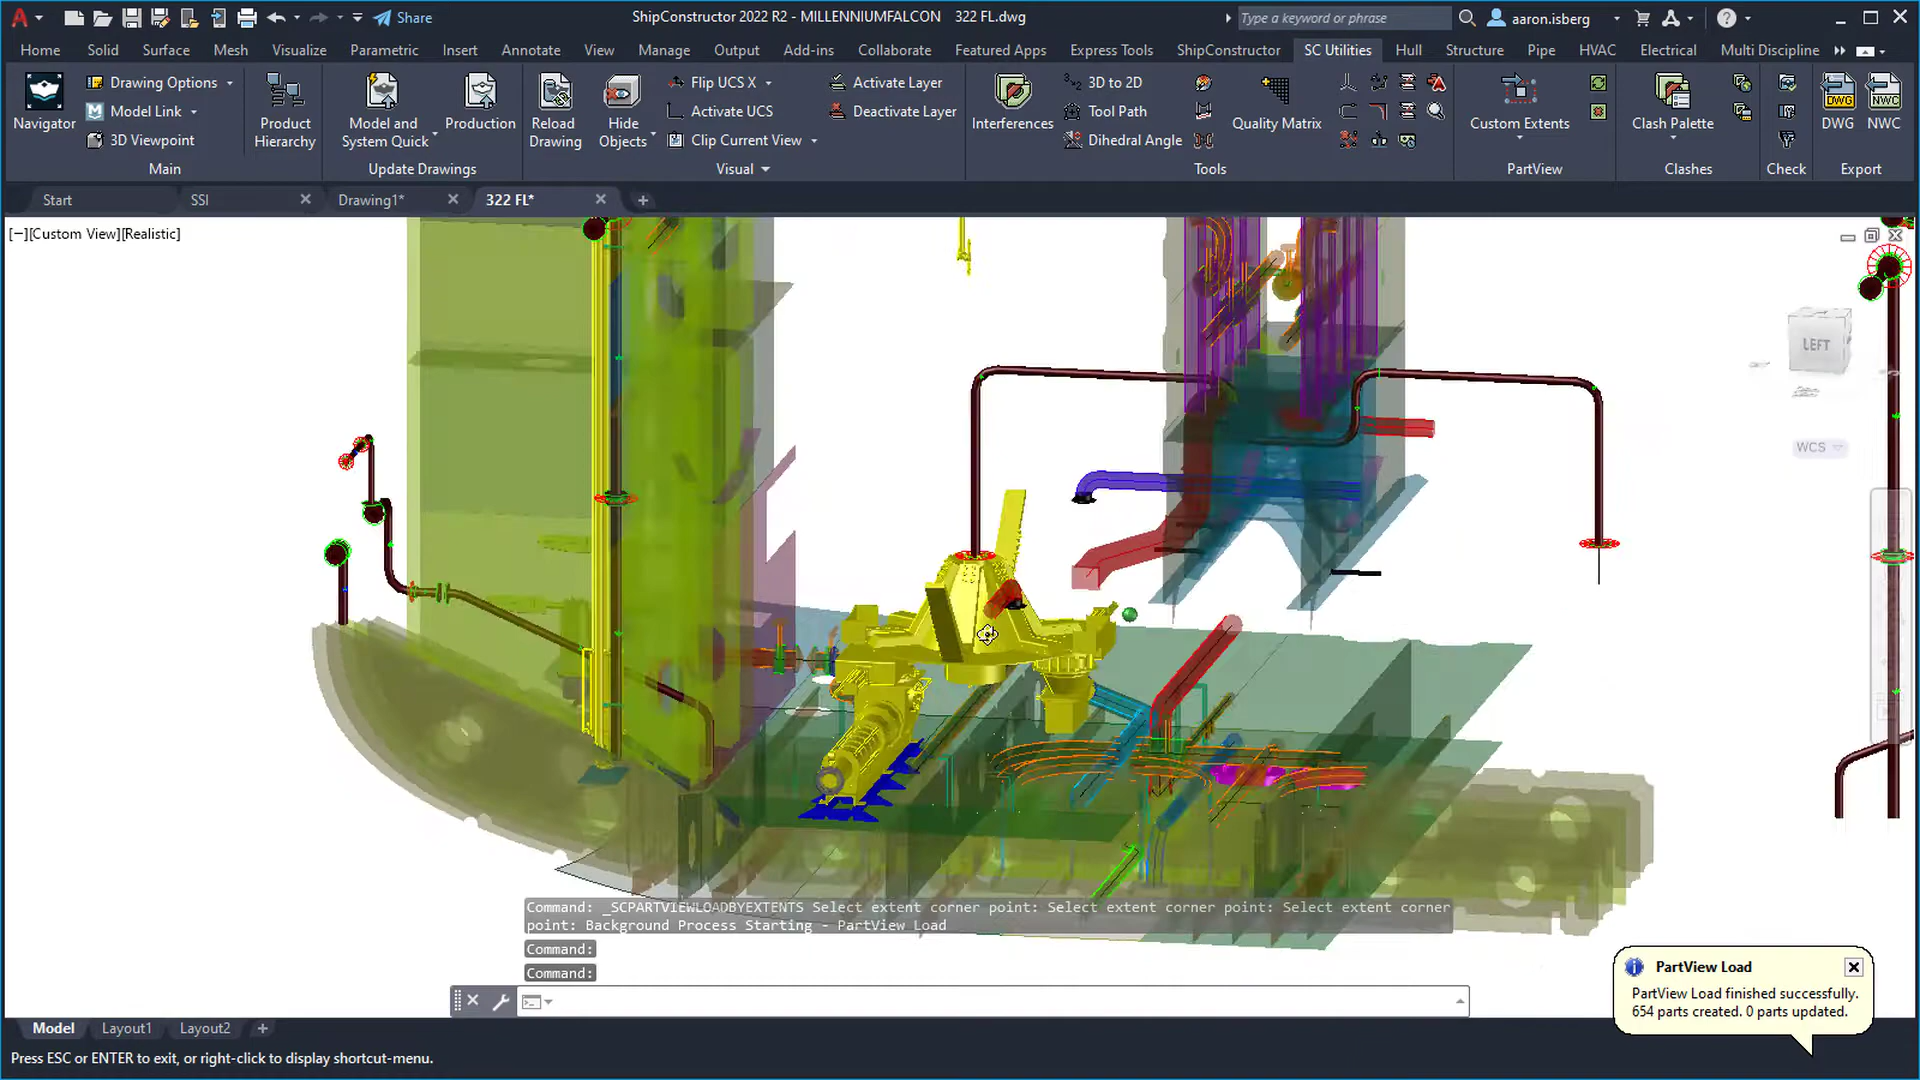 Share
ShipConstructor 2022 R2 - MILLENNIUMFALCON 322 FL.dwg
Type a keyword or phrase
aaron.isberg
Home Solid Surface Mesh Visualize Parametric Insert Annotate View Manage Output Add-ins Collaborate Featured Apps Express Tools ShipConstructor SC Utilities Hull Structure Pipe HVAC Electrical Multi Discipline
Navigator
Drawing Options
Model Link
3D Viewpoint
Main
Product
Hierarchy
Model and
System Quick
Production
Update Drawings
Reload
Drawing
Hide
Objects
Flip UCS X
Activate UCS
Clip Current View
Activate Layer
Deactivate Layer
Visual
Interferences
3D to 2D
Tool Path
Dihedral Angle
Quality Matrix
Tools
Custom Extents
PartView
Clash Palette
Clashes
Check
DWG
DWG
NWC
NWC
Export
Start SSI Drawing1* 322 FL*
[−][Custom View][Realistic]
LEFT
WCS
Command: _SCPARTVIEWLOADBYEXTENTS Select extent corner point: Select extent corner point: Select extent corner
point: Background Process Starting - PartView Load
Command:
Command:
PartView Load
PartView Load finished successfully.
654 parts created. 0 parts updated.
Model Layout1 Layout2
Press ESC or ENTER to exit, or right-click to display shortcut-menu.